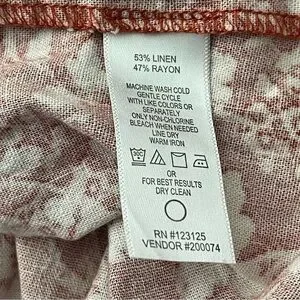 53% LINEN
47% RAYON
MACHINE WASH COLD
GENTLE CYCLE
WITH LIKE COLORS OR
SEPARATELY
ONLY NON-CHLORINE
BLEACH WHEN NEEDED
LINE DRY
WARM IRON
OR
FOR BEST RESULTS
DRY CLEAN
RN #123125
VENDOR #200074